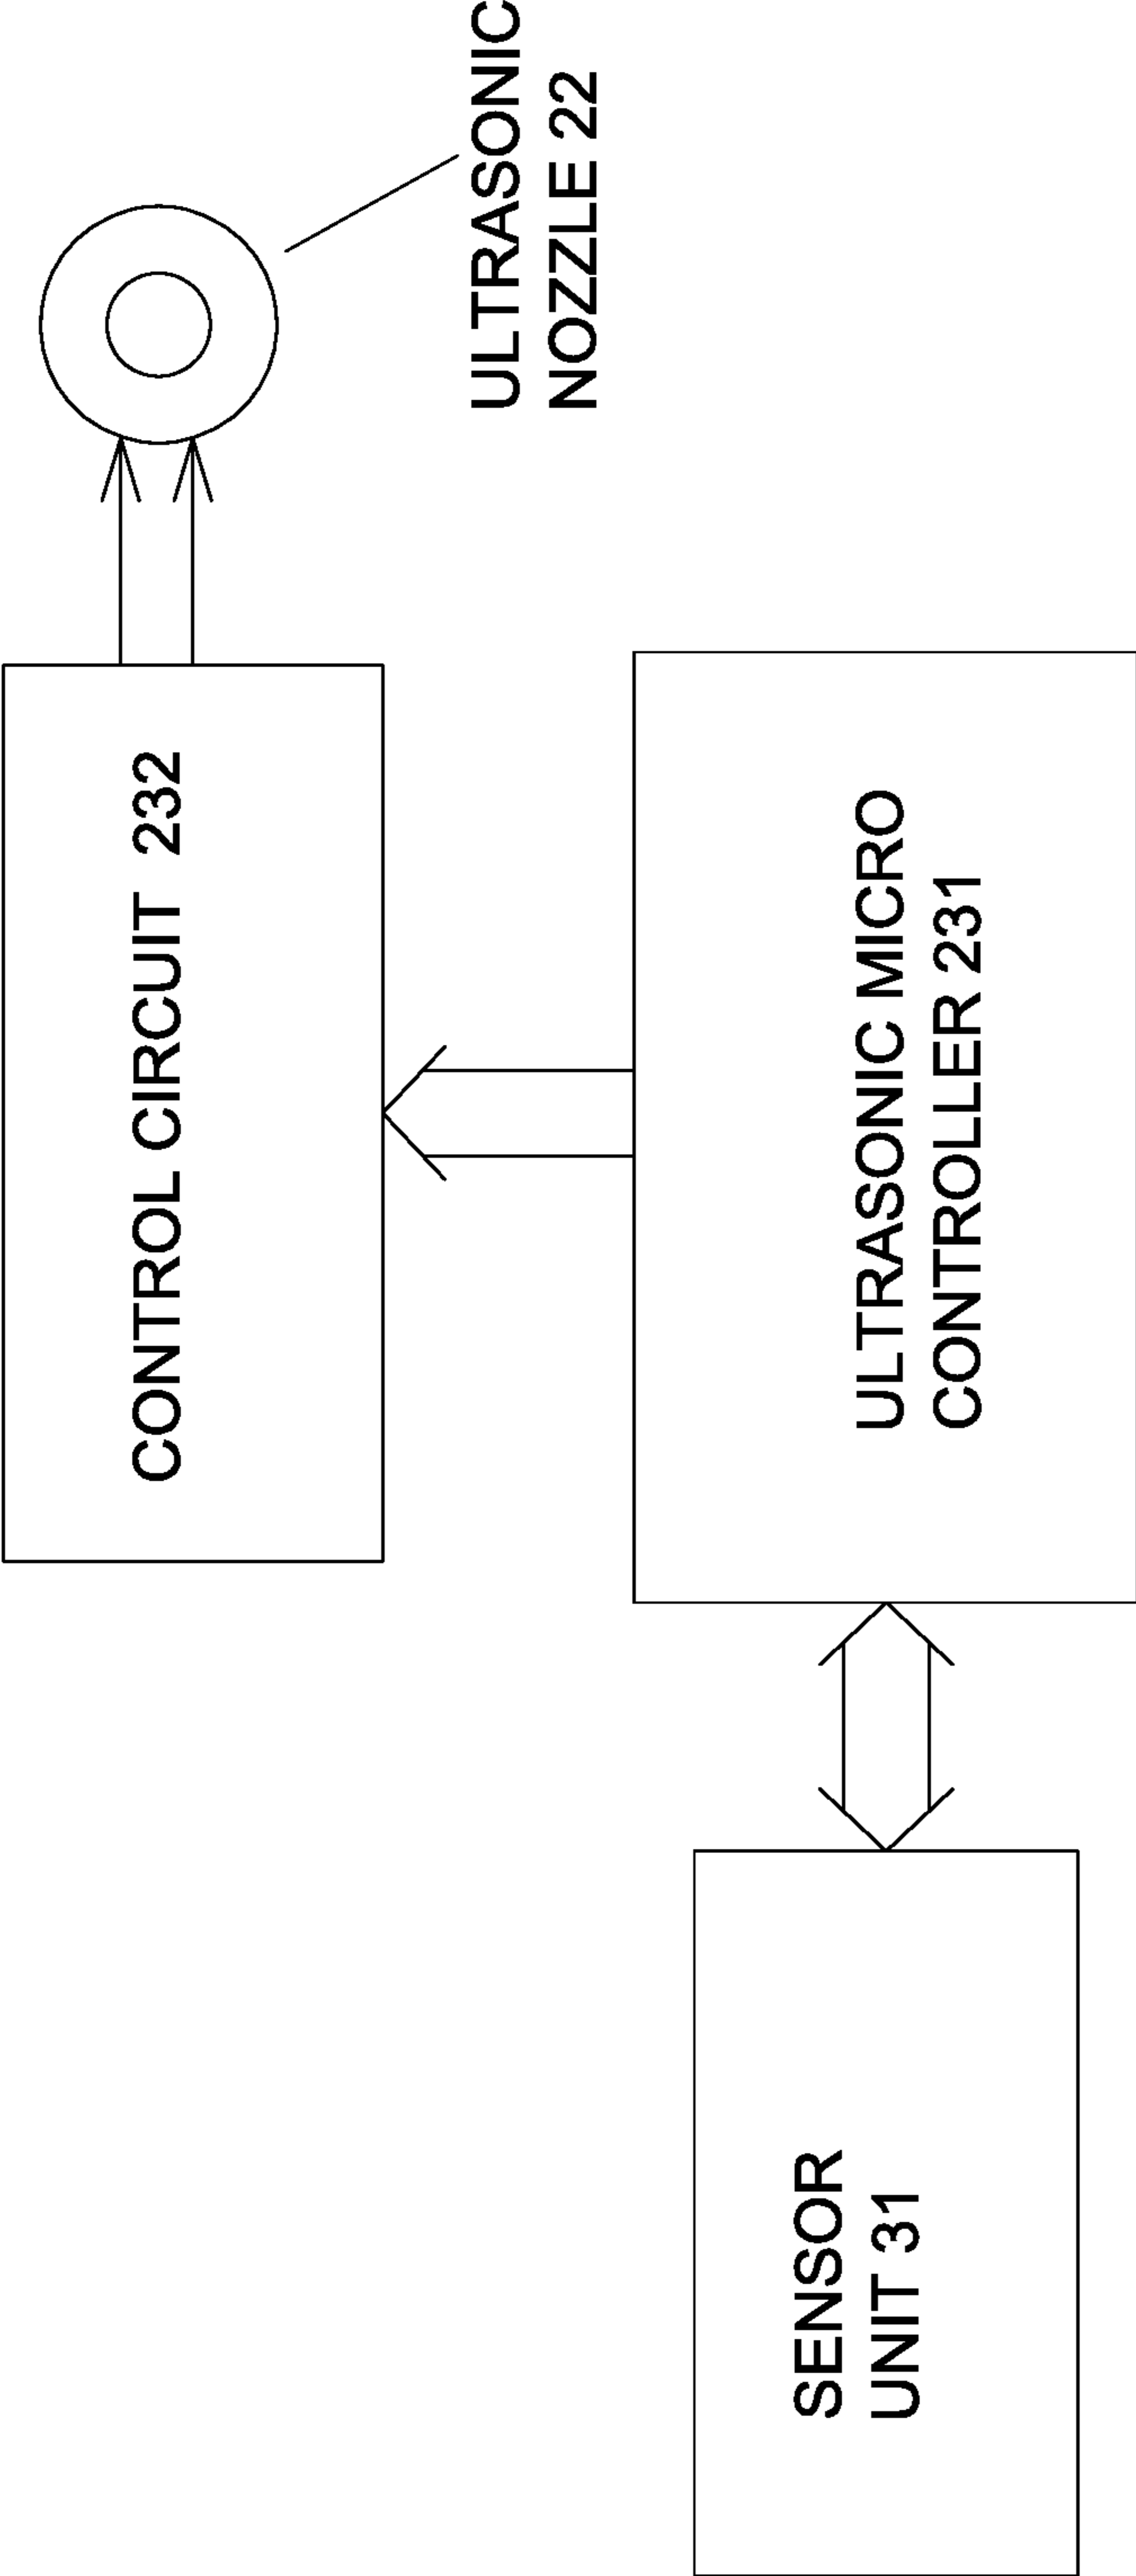 CONTROL CIRCUIT 232
ULTRASONIC
NOZZLE 22
SENSOR
UNIT 31
ULTRASONIC MICRO
CONTROLLER 231